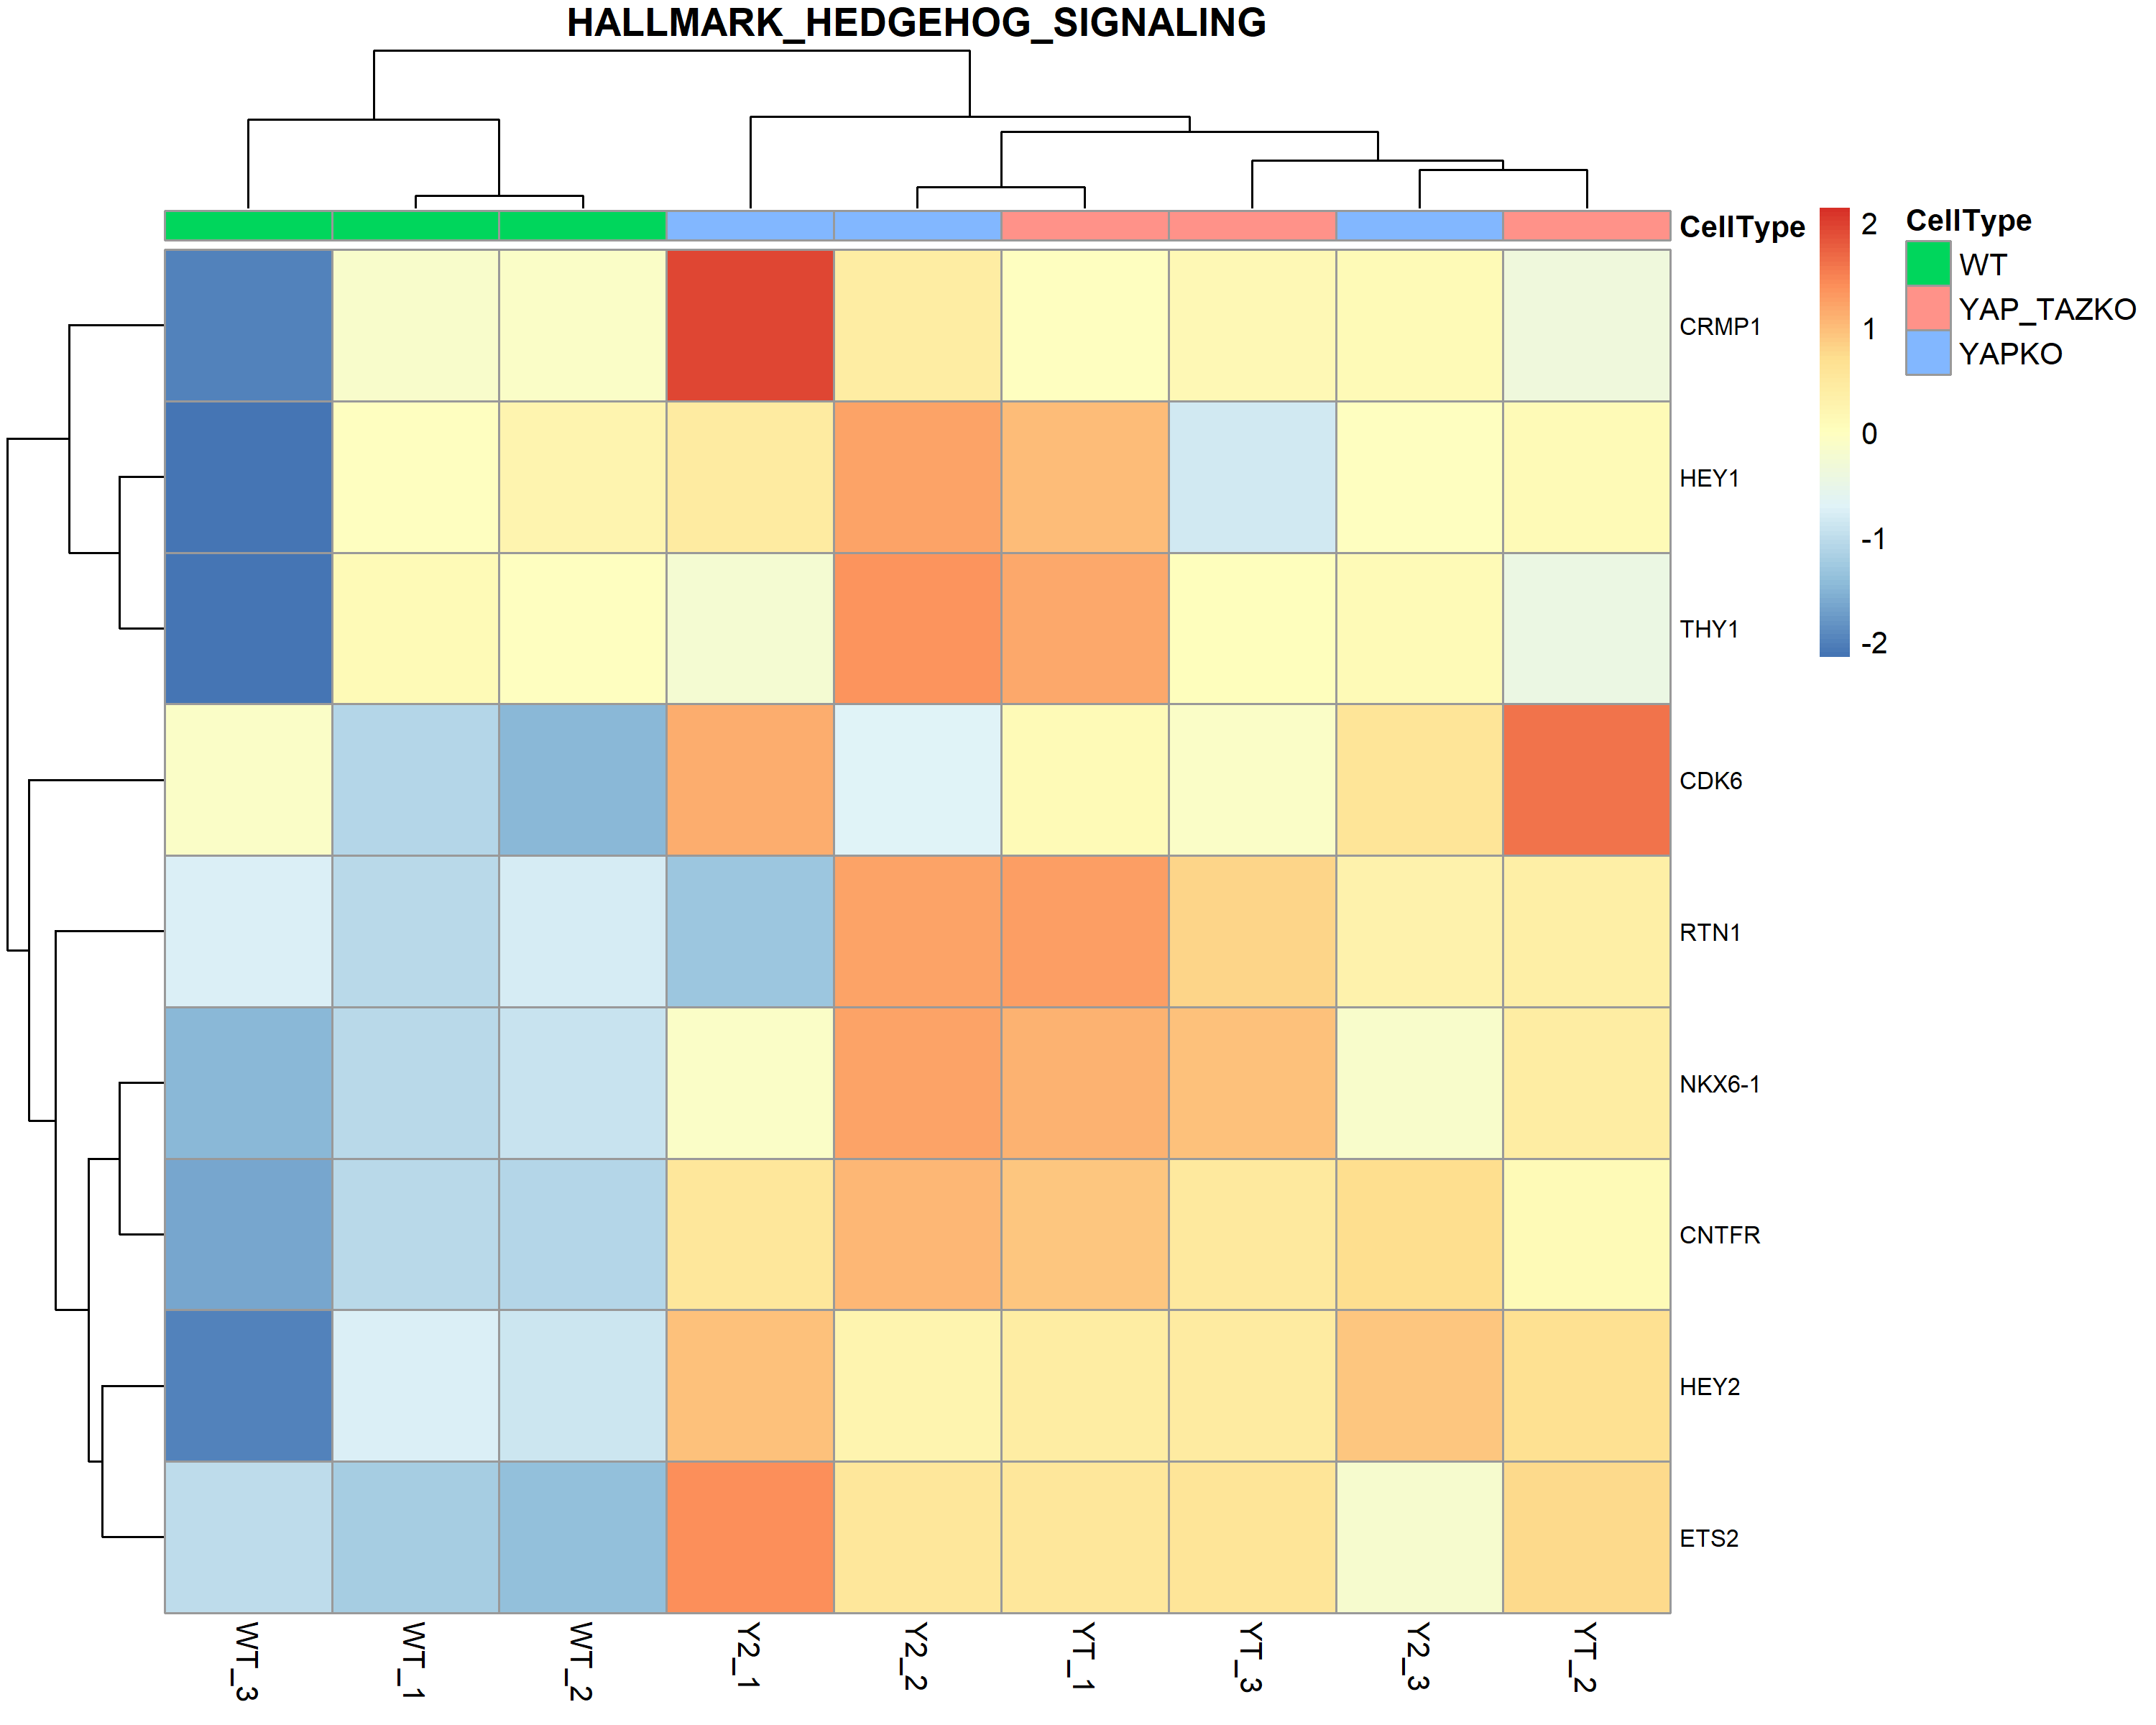 HALLMARK_HEDGEHOG_SIGNALING
CellType
2
1
0
-1
-2
CellType
WT
YAP_TAZKO
YAPKO
CRMP1
HEY1
THY1
CDK6
RTN1
NKX6-1
CNTFR
HEY2
ETS2
WT_3
WT_1
WT_2
Y2_1
Y2_2
YT_1
YT_3
Y2_3
YT_2